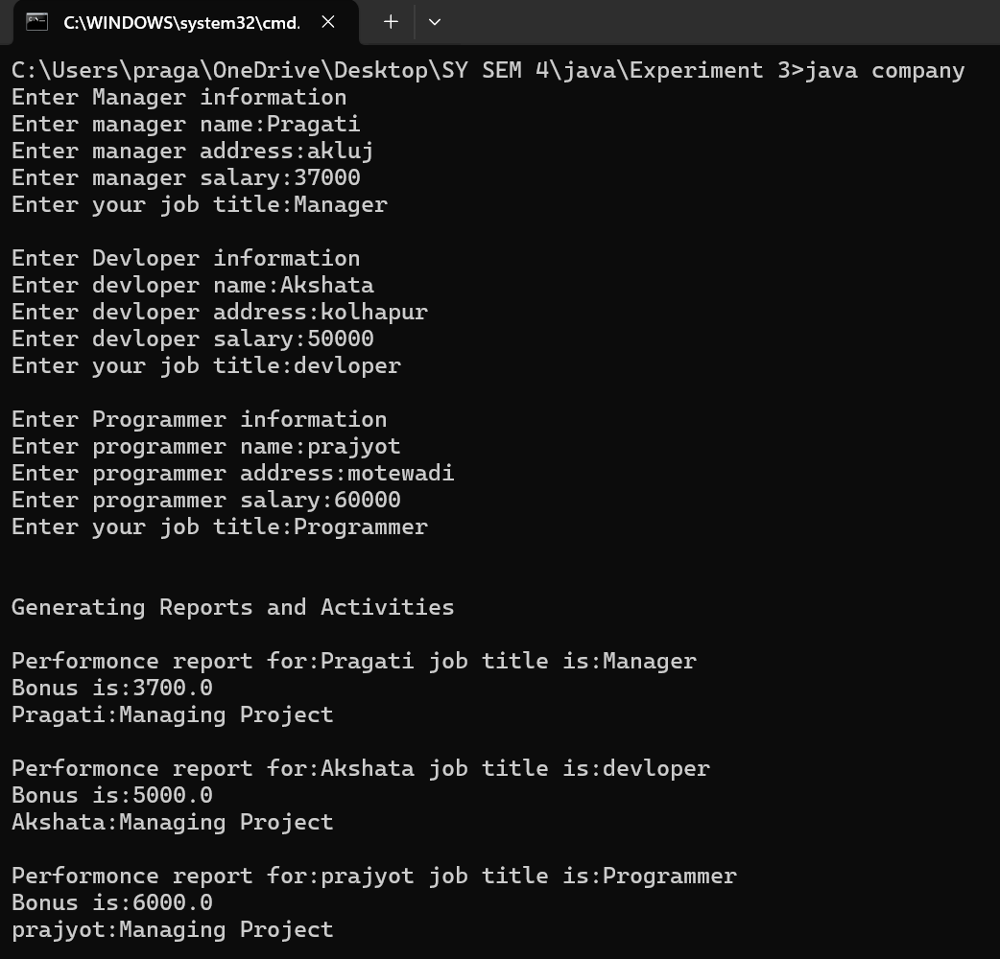 C:\WINDOWS\system32\cmd.
C:\Users\praga\OneDrive\Desktop\SY SEM 4\java\Experiment 3>java company
Enter Manager information
Enter manager name:Pragati
Enter manager address:akluj
Enter manager salary:37000
Enter your job title:Manager
Enter Devloper information
Enter devloper name:Akshata
Enter devloper address:kolhapur
Enter devloper salary:50000
Enter your job title:devloper
Enter Programmer information
Enter programmer name:prajyot
Enter programmer address:motewadi
Enter programmer salary:60000
Enter your job title:Programmer
Generating Reports and Activities
Performonce report for:Pragati job title is:Manager
Bonus is:3700.0
Pragati:Managing Project
Performonce report for:Akshata job title is:devloper
Bonus is:5000.0
Akshata:Managing Project
Performonce report for:prajyot job title is:Programmer
Bonus is:6000.0
prajyot:Managing Project